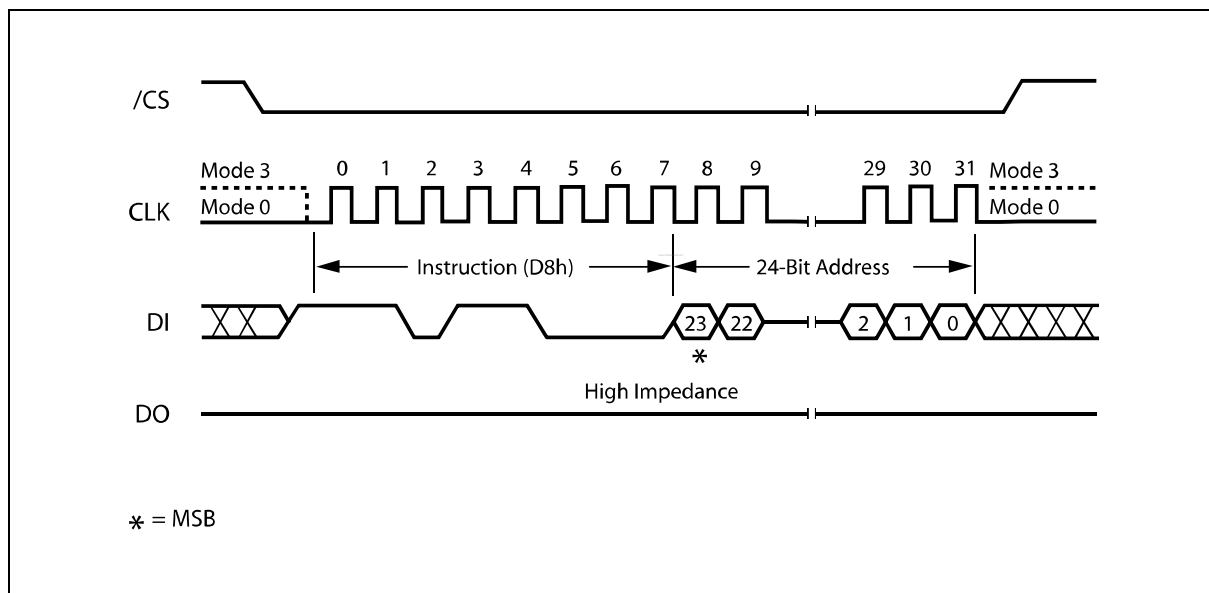 /CS
Mode 3 0 1 2 3 4 5 6 7 8 9 29 30 31 Mode 3
CLK Mode 0 Mode 0
Instruction (D8h) 24-Bit Address
DI 23 22 2 1 0
*
High Impedance
DO
* = MSB